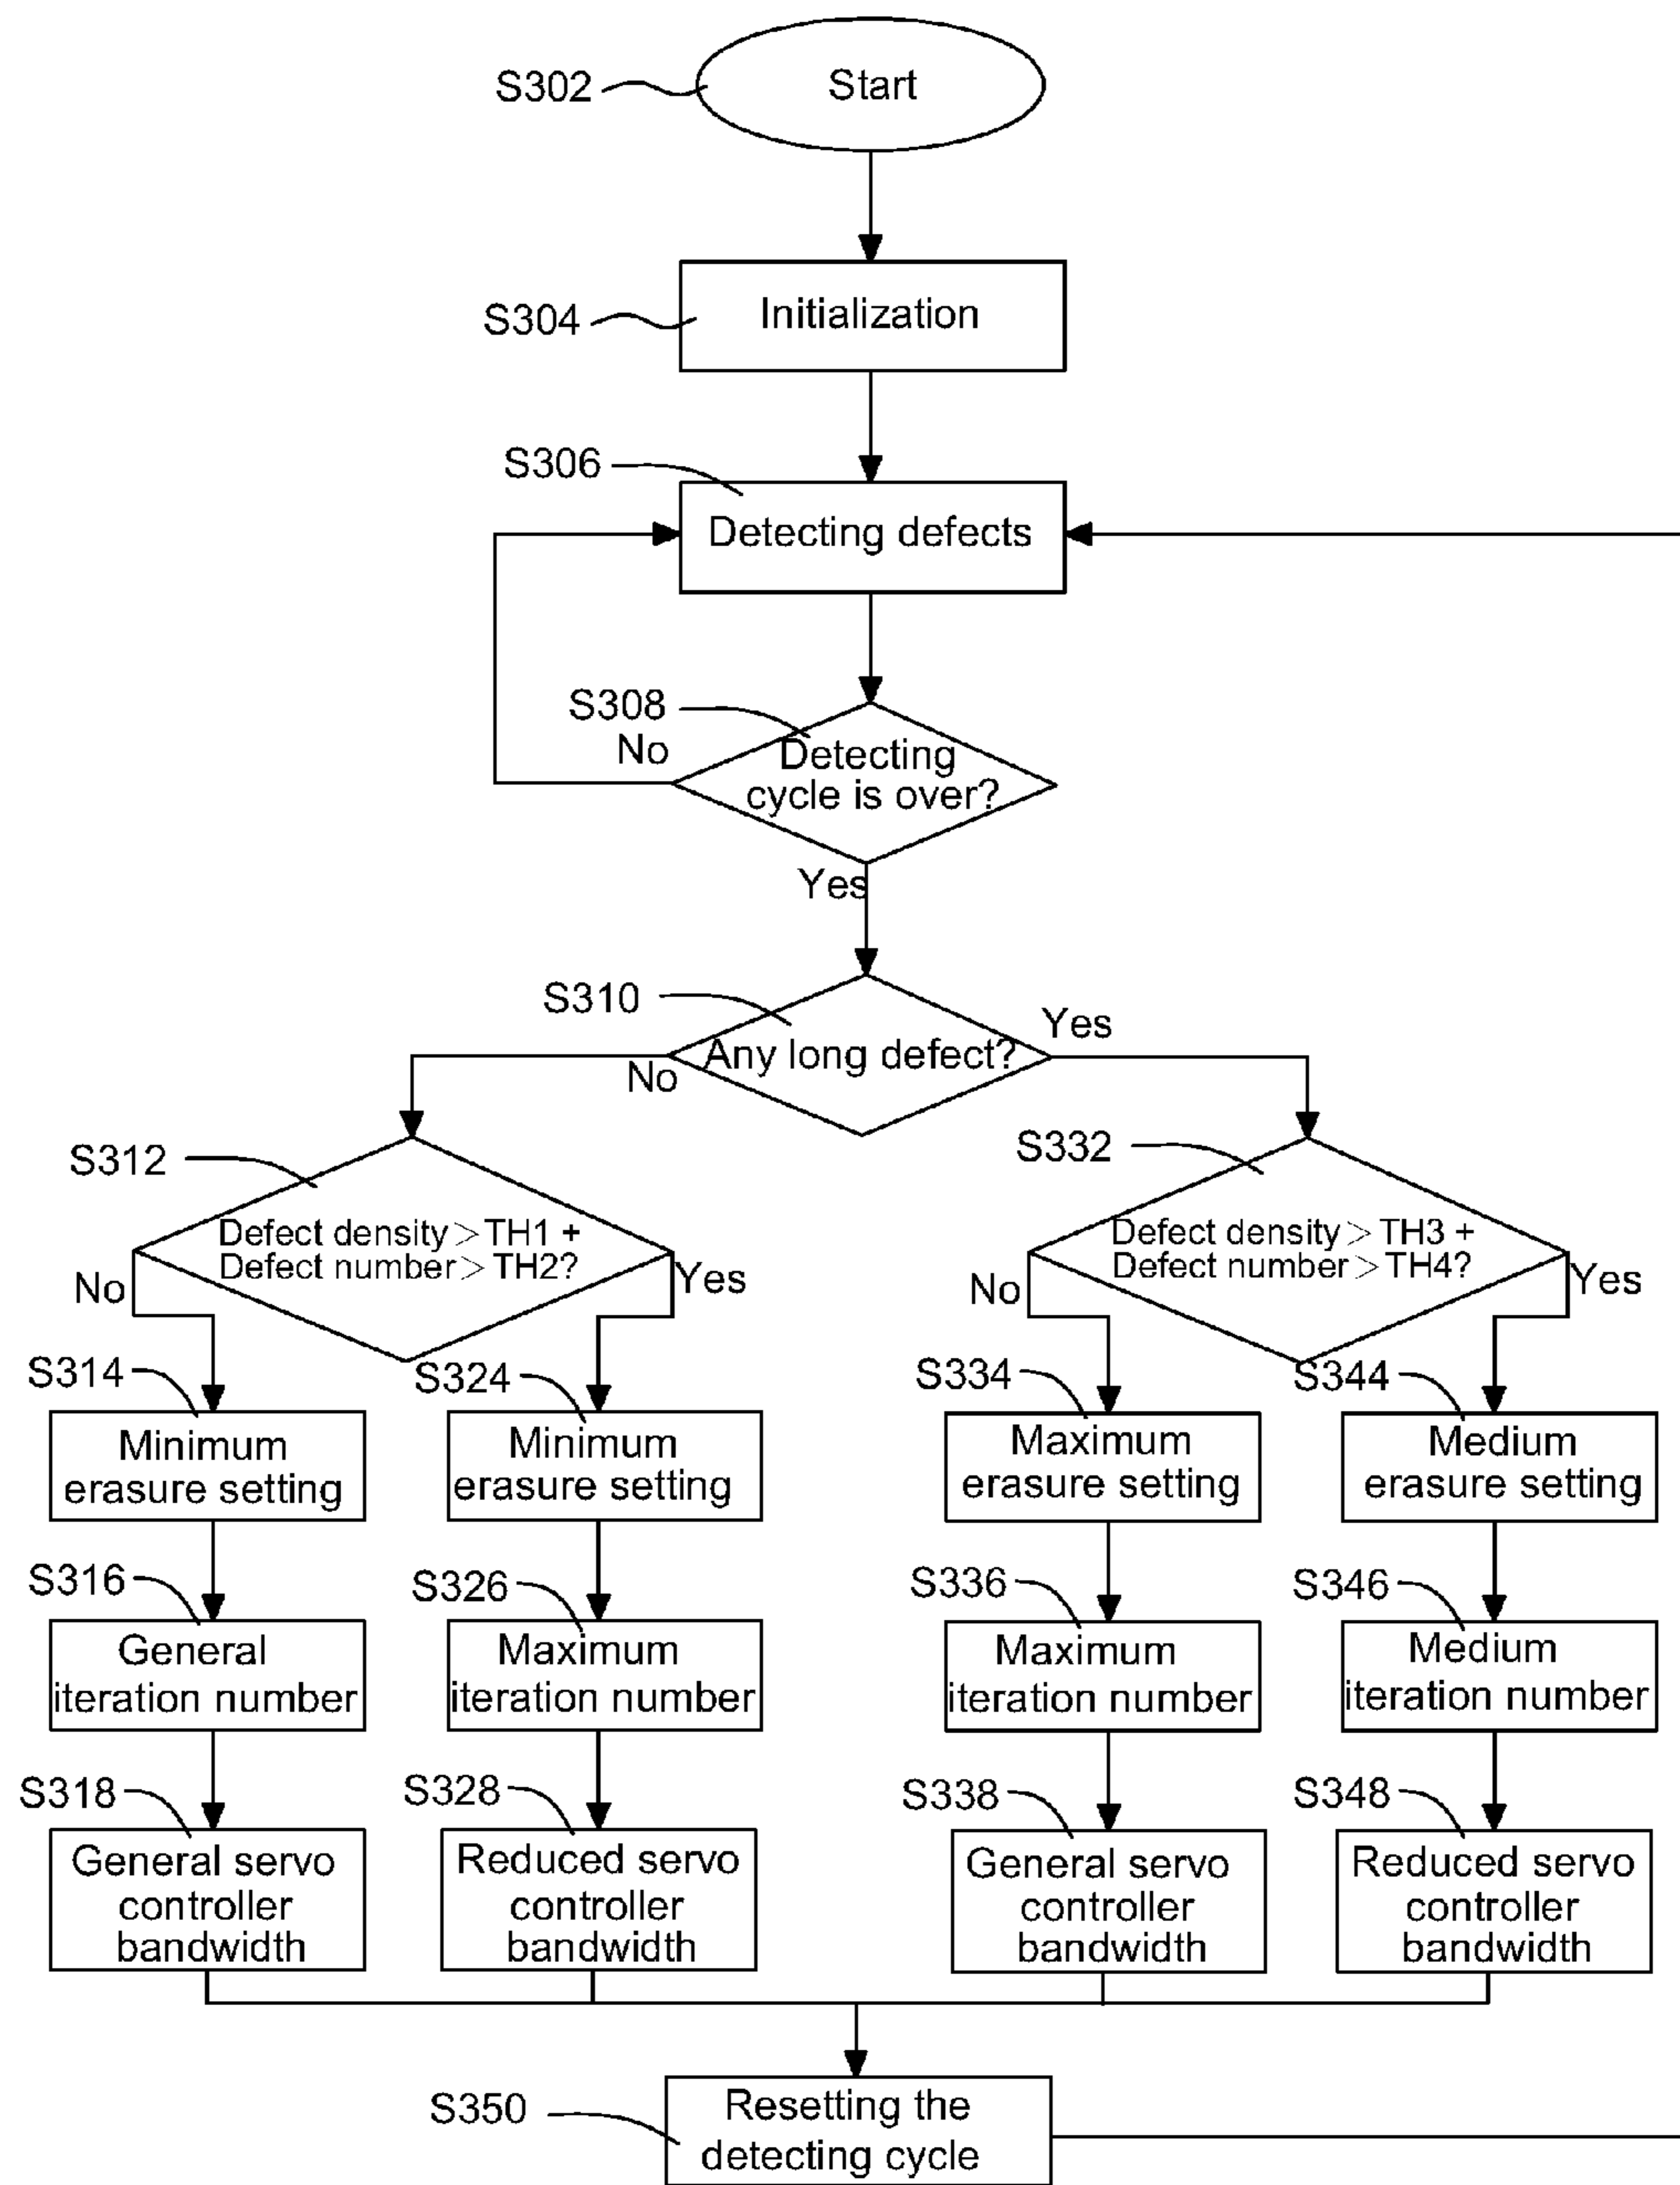 S302
Start
S304
Initialization
S306
Detecting defects
S308
No
Detecting
cycle is over?
Yes
S310
Any long defect?
No
Yes
S312
Defect density > TH1 +
Defect number > TH2?
No
Yes
S332
Defect density > TH3 +
Defect number > TH4?
No
Yes
S314
Minimum
erasure setting
S324
Minimum
erasure setting
S334
Maximum
erasure setting
S344
Medium
erasure setting
S316
General
iteration number
S326
Maximum
iteration number
S336
Maximum
iteration number
S346
Medium
iteration number
S318
General servo
controller
bandwidth
S328
Reduced servo
controller
bandwidth
S338
General servo
controller
bandwidth
S348
Reduced servo
controller
bandwidth
S350
Resetting the
detecting cycle